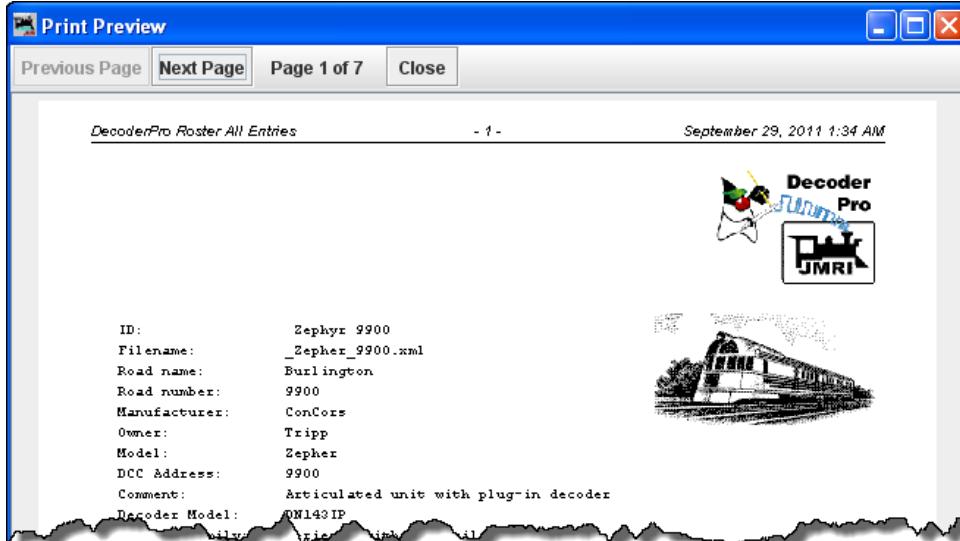 Print Preview
Previous Page Next Page Page 1 of 7 Close
DecoderPro Roster All Entries - 1 - September 29, 2011 1:34 AM
Decoder
Pro
JMRI
ID: Zephyr 9900
Filename: _Zepher_9900.xml
Road name: Burlington
Road number: 9900
Manufacturer: ConCors
Owner: Tripp
Model: Zepher
DCC Address: 9900
Comment: Articulated unit with plug-in decoder
Decoder Model: DN143IP